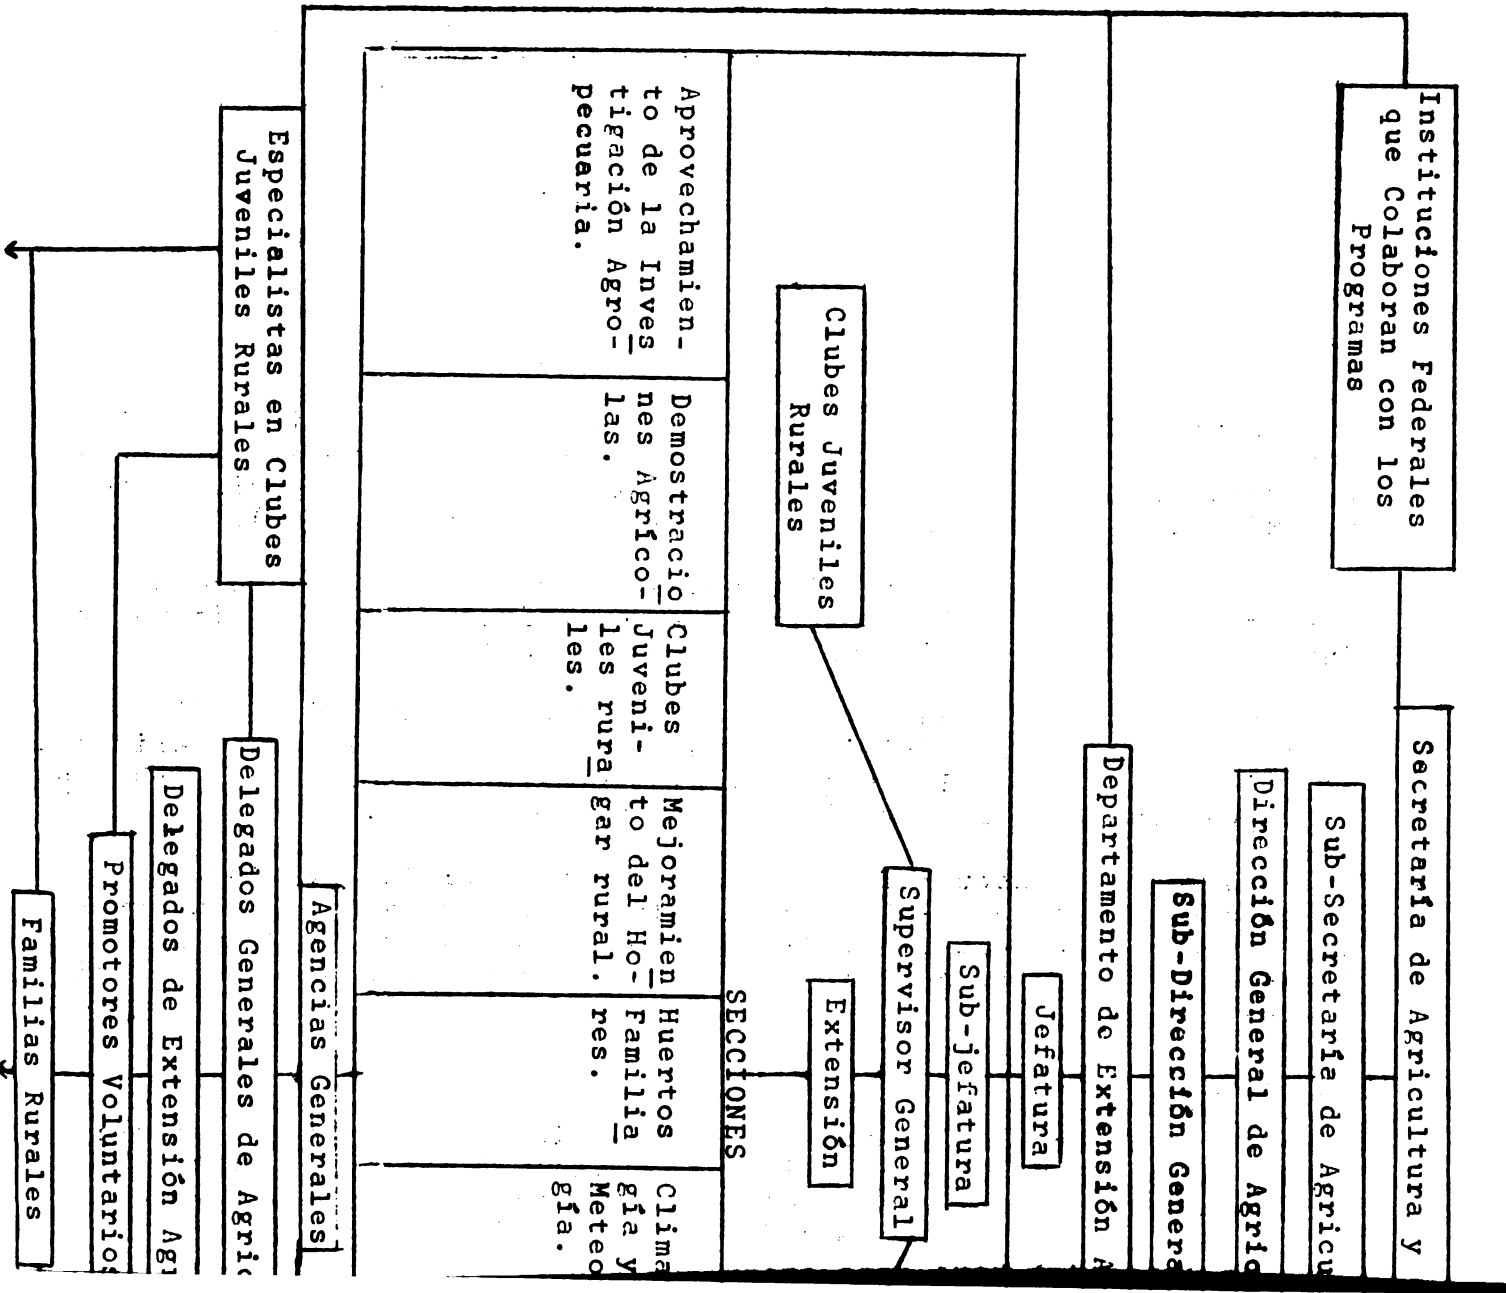 Instituciones Federales
que Colaboran con los
Programas
Secretaría de Agricultura y
Sub-Secretaría de Agricu
Dirección General de Agríc
Sub-Dirección Genera
Departamento de Extensión A
Jefatura
Sub-jefatura
Supervisor General
Clubes Juveniles
Rurales
Extensión
SECCIONES
Aprovechamien-
to de la Inves
tigación Agro-
pecuaria.
Demostracio
nes Agríco-
las.
Clubes
Juveni-
les rura
les.
Mejoramien
to del Ho-
gar rural.
Huertos
Familia
res.
Clima
gía y
Meteo
gía.
Agencias Generales
Especialistas en Clubes
Juveniles Rurales
Delegados Generales de Agric
Delegados de Extensión Ag
Promotores Voluntarios
Familias Rurales